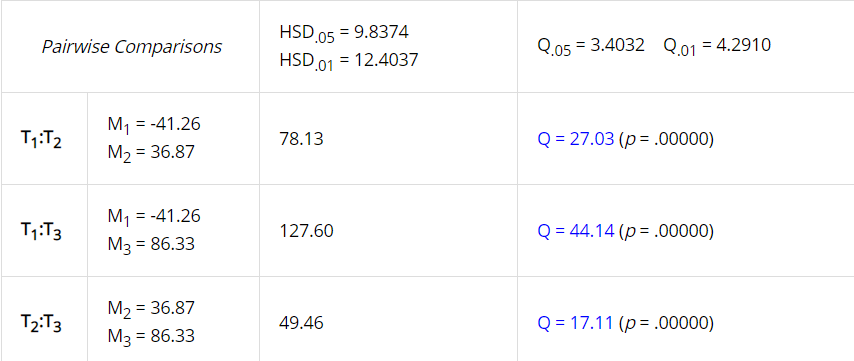 Pairwise Comparisons
HSD.05 = 9.8374
HSD.01 = 12.4037
Q.05 = 3.4032 Q.01 = 4.2910
T1:T2
M1 = -41.26
M2 = 36.87
78.13
Q = 27.03 (p = .00000)
T1:T3
M1 = -41.26
M3 = 86.33
127.60
Q = 44.14 (p = .00000)
T2:T3
M2 = 36.87
M3 = 86.33
49.46
Q = 17.11 (p = .00000)